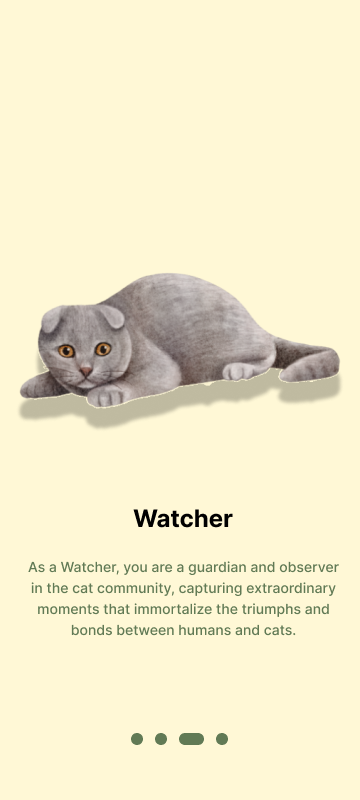 Watcher
As a Watcher, you are a guardian and observer
in the cat community, capturing extraordinary
moments that immortalize the triumphs and
bonds between humans and cats.